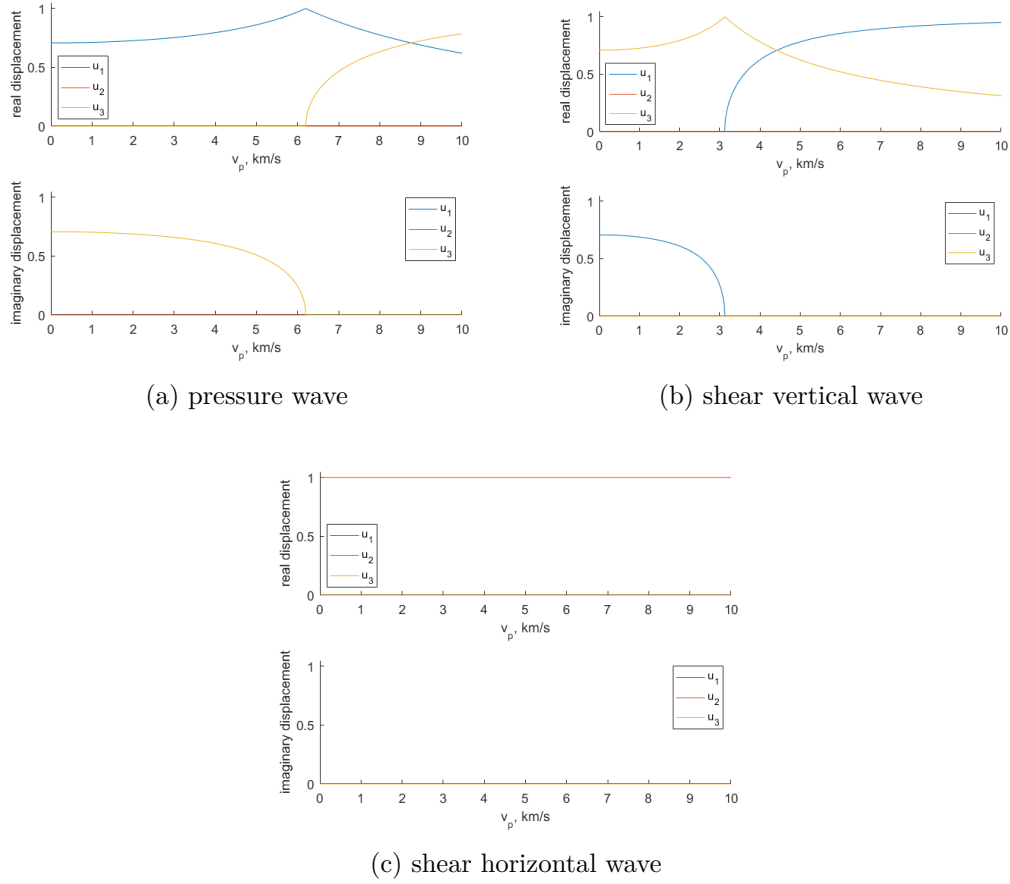 real displacement
1
0.5
0
u1
u2
u3
0 1 2 3 4 5 6 7 8 9 10
vp, km/s
imaginary displacement
1
0.5
0
u1
u2
u3
0 1 2 3 4 5 6 7 8 9 10
vp, km/s
(a) pressure wave
real displacement
1
0.5
0
u1
u2
u3
0 1 2 3 4 5 6 7 8 9 10
vp, km/s
imaginary displacement
1
0.5
0
u1
u2
u3
0 1 2 3 4 5 6 7 8 9 10
vp, km/s
(b) shear vertical wave
real displacement
1
0.5
0
u1
u2
u3
0 1 2 3 4 5 6 7 8 9 10
vp, km/s
imaginary displacement
1
0.5
0
u1
u2
u3
0 1 2 3 4 5 6 7 8 9 10
vp, km/s
(c) shear horizontal wave